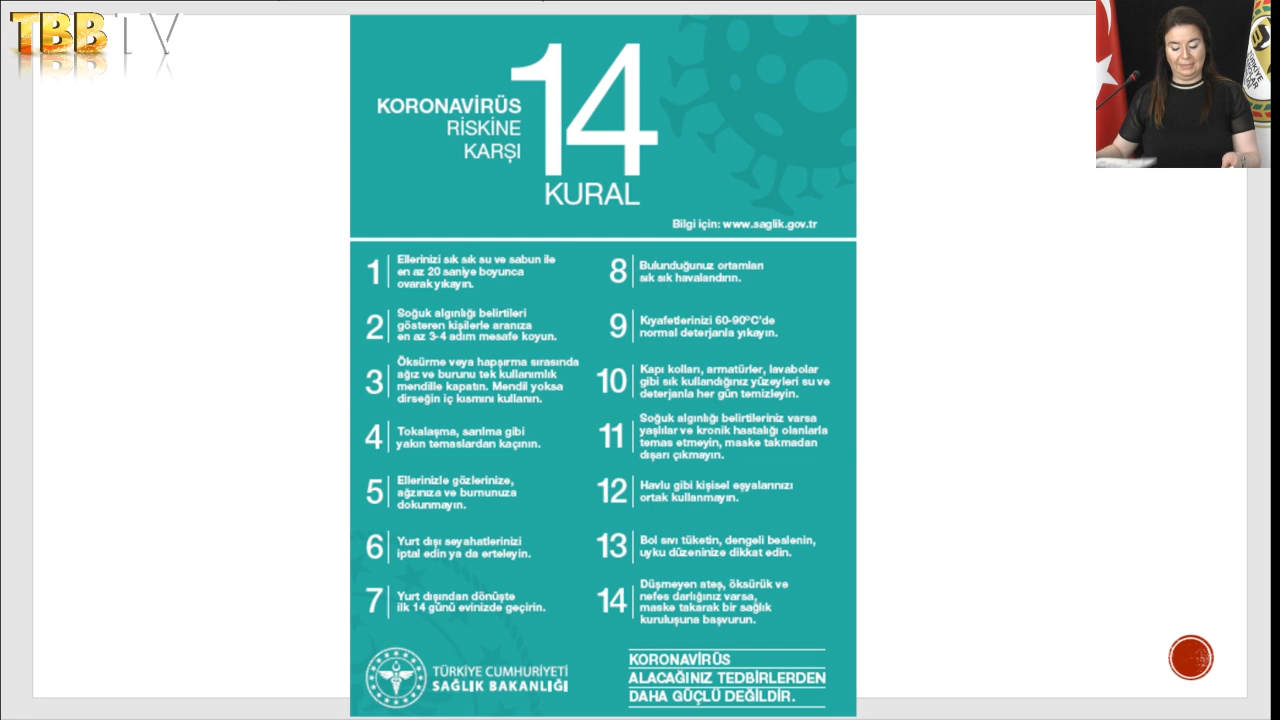 TBB TV
KORONAVİRÜS
RİSKİNE
KARŞI
14
KURAL
Bilgi için: www.saglik.gov.tr
1
Ellerinizi sık sık su ve sabun ile
en az 20 saniye boyunca
ovarak yıkayın.
2
Soğuk algınlığı belirtileri
gösteren kişilerle aranıza
en az 3-4 adım mesafe koyun.
3
Öksürme veya hapşırma sırasında
ağız ve burunu tek kullanımlık
mendille kapatın. Mendil yoksa
dirseğin iç kısmını kullanın.
4
Tokalaşma, sarılma gibi
yakın temaslardan kaçının.
5
Ellerinizle gözlerinize,
ağzınıza ve burnunuza
dokunmayın.
6
Yurt dışı seyahatlerinizi
iptal edin ya da erteleyin.
7
Yurt dışından dönüşte
ilk 14 günü evinizde geçirin.
8
Bulunduğunuz ortamları
sık sık havalandırın.
9
Kıyafetlerinizi 60-90°C'de
normal deterjanla yıkayın.
10
Kapı kolları, armatürler, lavabolar
gibi sık kullandığınız yüzeyleri su ve
deterjanla her gün temizleyin.
11
Soğuk algınlığı belirtileriniz varsa
yaşlılar ve kronik hastalığı olanlarla
temas etmeyin, maske takmadan
dışarı çıkmayın.
12
Havlu gibi kişisel eşyalarınızı
ortak kullanmayın.
13
Bol sıvı tüketin, dengeli beslenin,
uyku düzeninize dikkat edin.
14
Düşmeyen ateş, öksürük ve
nefes darlığınız varsa,
maske takarak bir sağlık
kuruluşuna başvurun.
TÜRKİYE CUMHURİYETİ
SAĞLIK BAKANLIĞI
KORONAVİRÜS
ALACAĞINIZ TEDBİRLERDEN
DAHA GÜÇLÜ DEĞİLDİR.